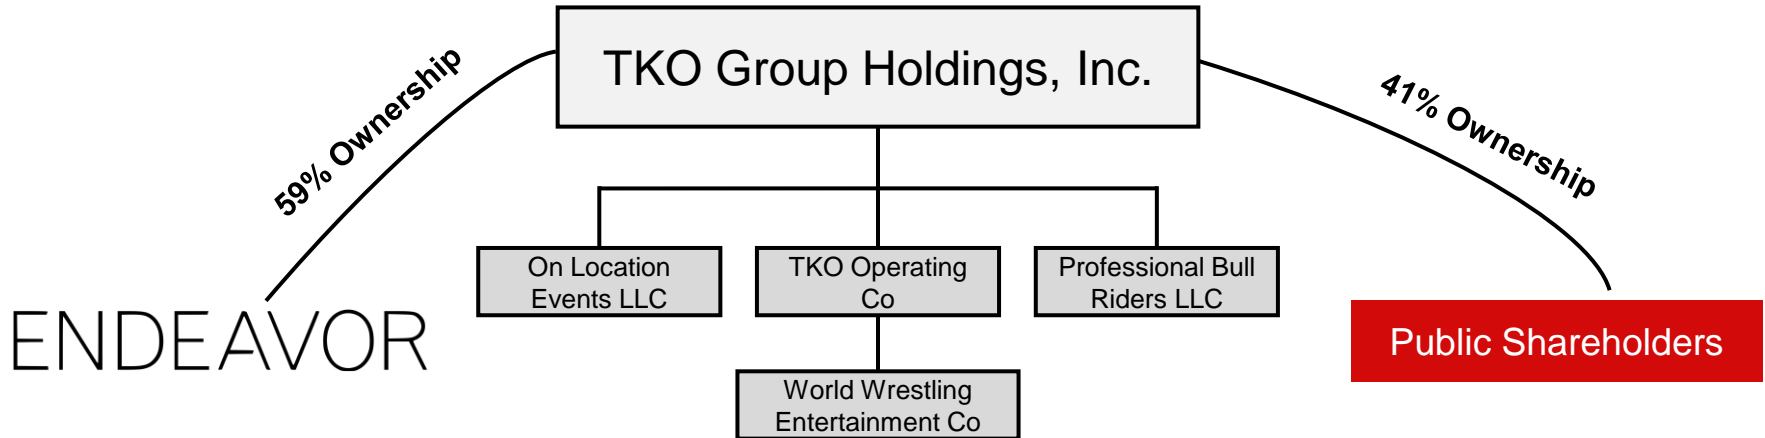 TKO Group Holdings, Inc.
59% Ownership
41% Ownership
On Location
Events LLC
TKO Operating
Co
Professional Bull
Riders LLC
ENDEAVOR
Public Shareholders
World Wrestling
Entertainment Co